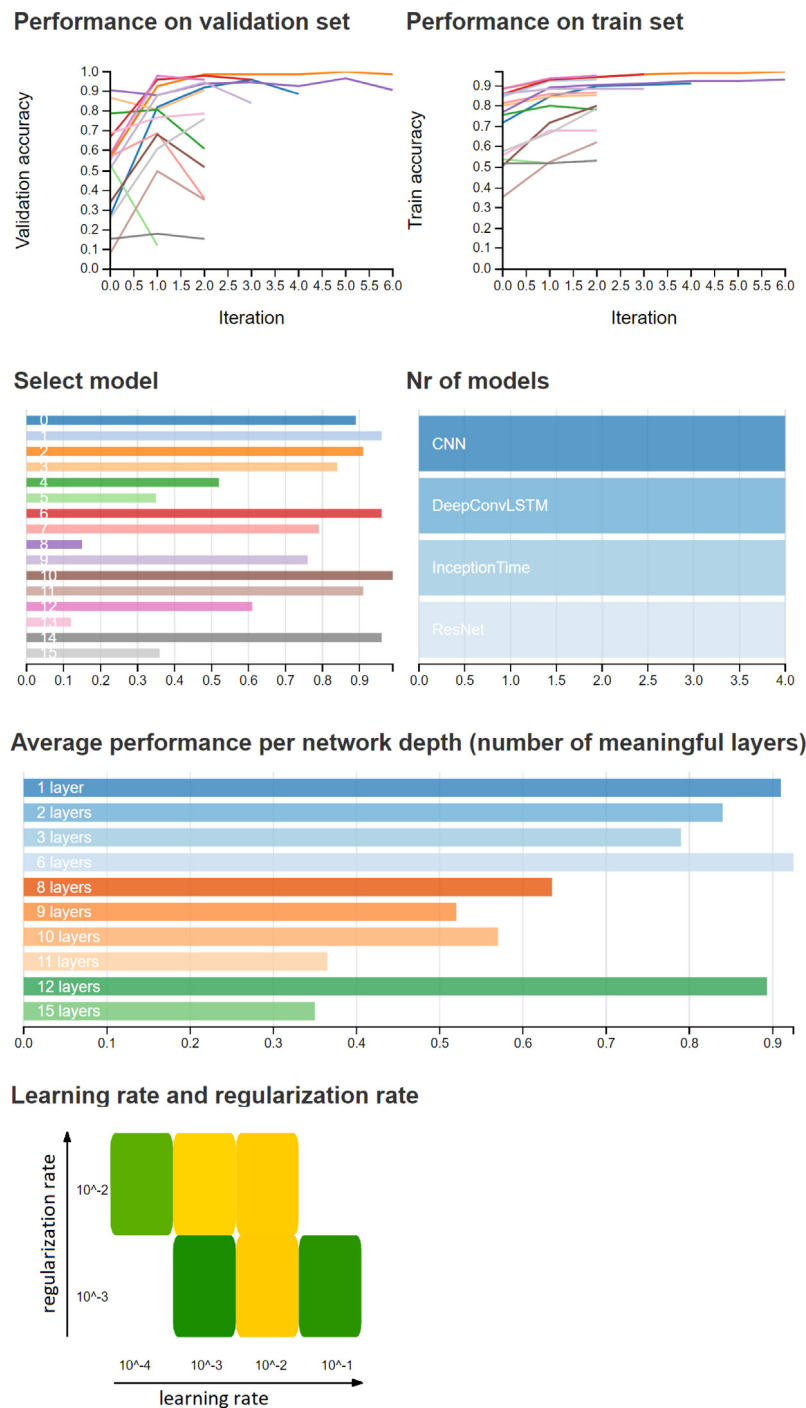 Performance on validation set
Performance on train set
1.0
0.9
0.8
0.7
0.6
0.5
0.4
0.3
0.2
0.1
0.0
Validation accuracy
0.0 0.5 1.0 1.5 2.0 2.5 3.0 3.5 4.0 4.5 5.0 5.5 6.0
Iteration
0.9
0.8
0.7
0.6
0.5
0.4
0.3
0.2
0.1
0.0
Train accuracy
0.0 0.5 1.0 1.5 2.0 2.5 3.0 3.5 4.0 4.5 5.0 5.5 6.0
Iteration
Select model
0
1
2
3
4
5
6
7
8
9
10
11
12
13
14
15
0.0 0.1 0.2 0.3 0.4 0.5 0.6 0.7 0.8 0.9
Nr of models
CNN
DeepConvLSTM
InceptionTime
ResNet
0.0 0.5 1.0 1.5 2.0 2.5 3.0 3.5 4.0
Average performance per network depth (number of meaningful layers)
1 layer
2 layers
3 layers
6 layers
8 layers
9 layers
10 layers
11 layers
12 layers
15 layers
0.0 0.1 0.2 0.3 0.4 0.5 0.6 0.7 0.8 0.9
Learning rate and regularization rate
regularization rate
10^-2
10^-3
10^-4 10^-3 10^-2 10^-1
learning rate